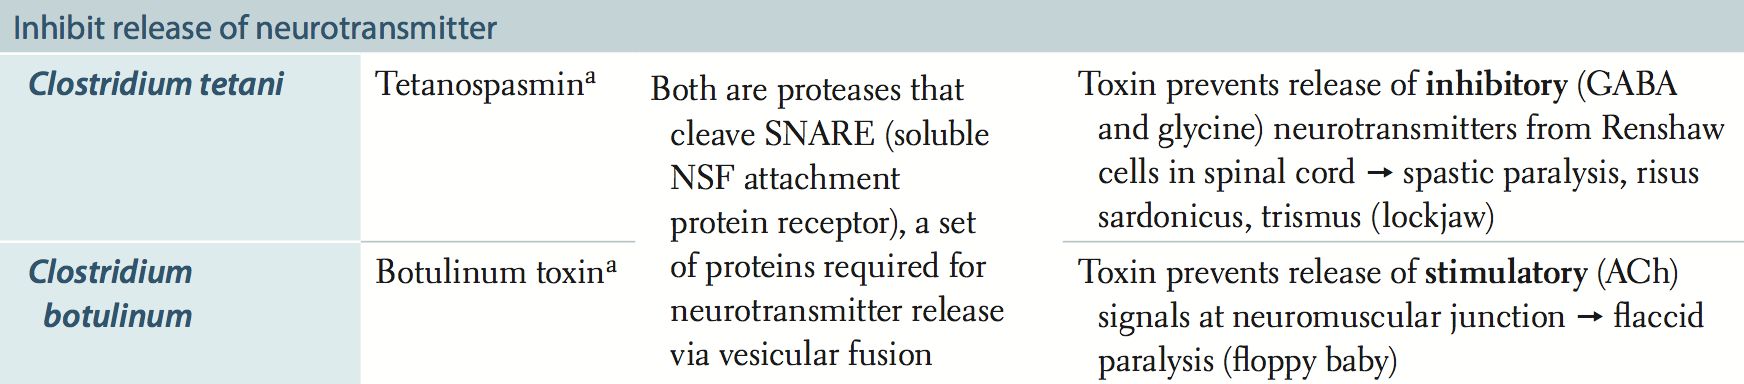 Inhibit release of neurotransmitter
Clostridium tetani
Tetanospasminᵃ
Both are proteases that
cleave SNARE (soluble
NSF attachment
protein receptor), a set
of proteins required for
neurotransmitter release
via vesicular fusion
Toxin prevents release of inhibitory (GABA
and glycine) neurotransmitters from Renshaw
cells in spinal cord → spastic paralysis, risus
sardonicus, trismus (lockjaw)
Clostridium
botulinum
Botulinum toxinᵃ
Toxin prevents release of stimulatory (ACh)
signals at neuromuscular junction → flaccid
paralysis (floppy baby)